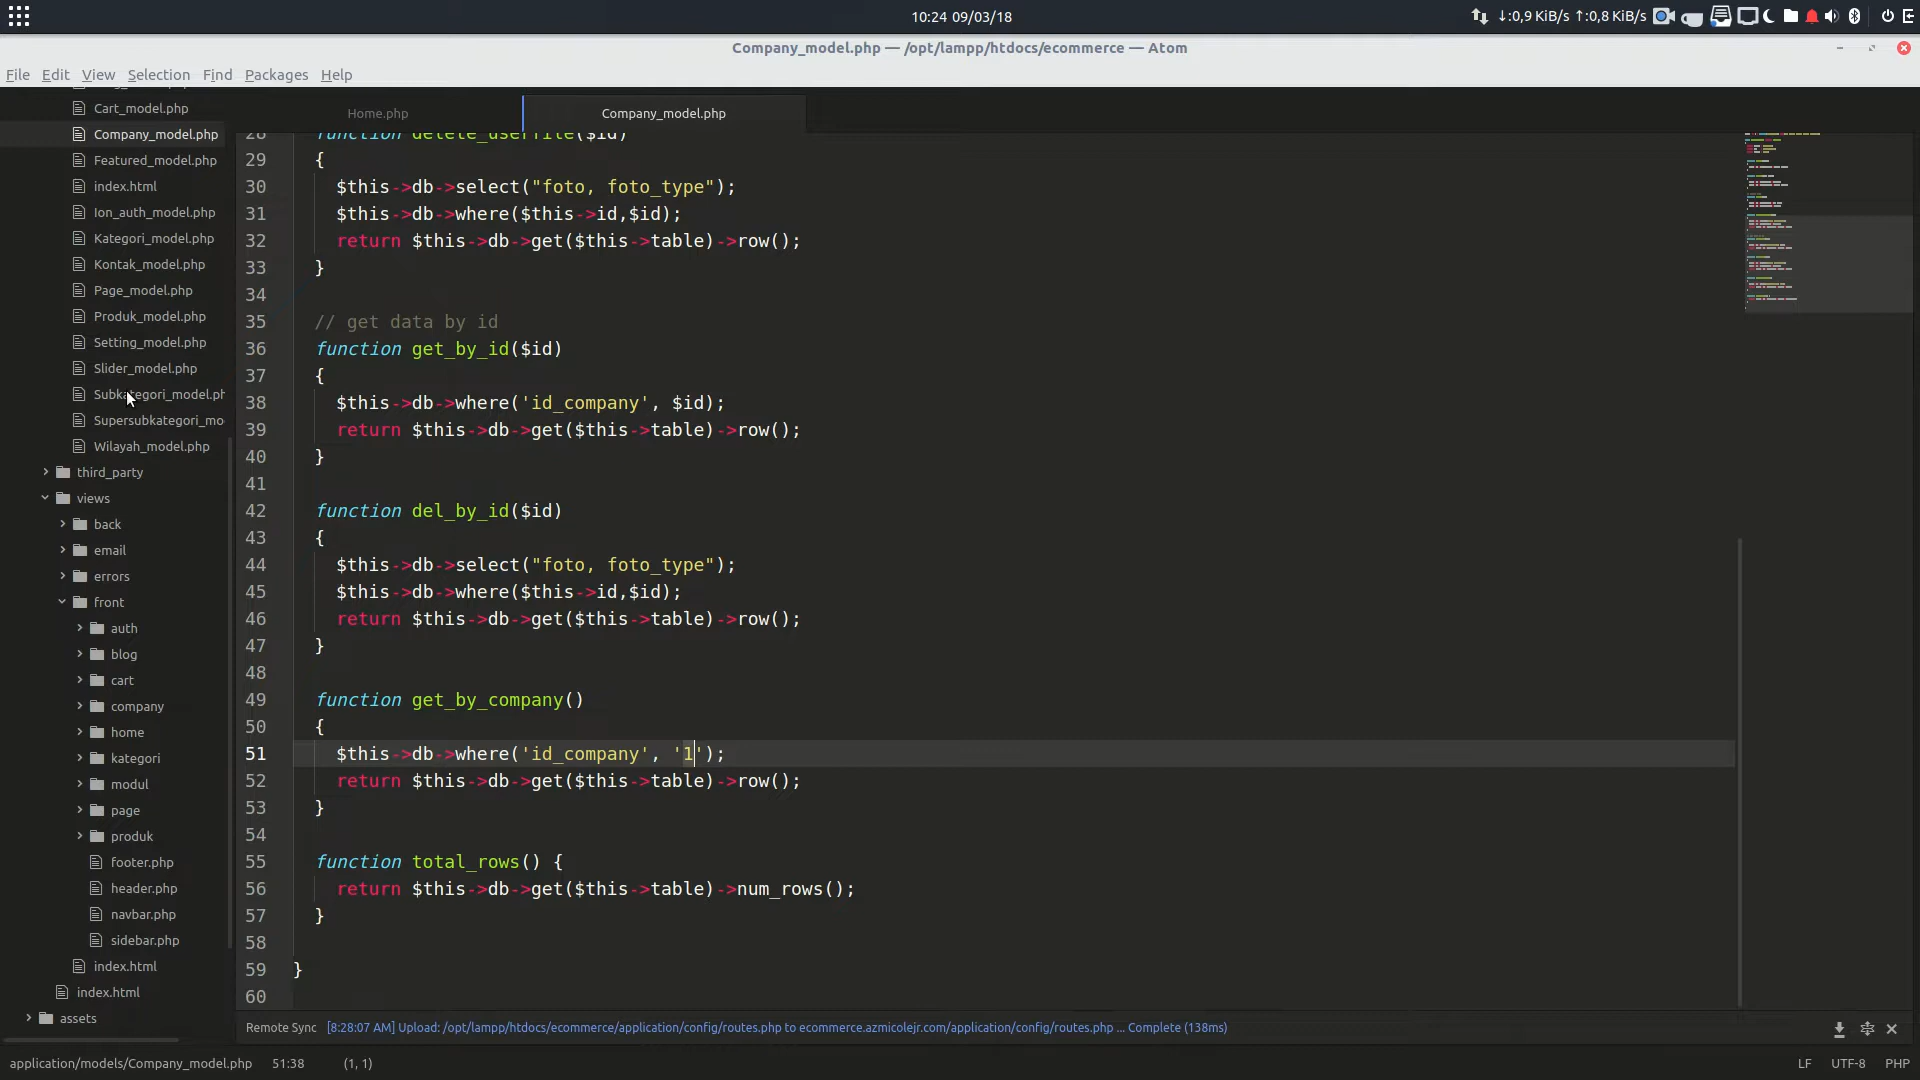 10:24 09/03/18
↓:0,9 KiB/s ↑:0,8 KiB/s
Company_model.php — /opt/lampp/htdocs/ecommerce — Atom
File Edit View Selection Find Packages Help
Home.php
Company_model.php
Cart_model.php
Company_model.php
Featured_model.php
index.html
Ion_auth_model.php
Kategori_model.php
Kontak_model.php
Page_model.php
Produk_model.php
Setting_model.php
Slider_model.php
Subkategori_model.ph
Supersubkategori_mo
Wilayah_model.php
third_party
views
back
email
errors
front
auth
blog
cart
company
home
kategori
modul
page
produk
footer.php
header.php
navbar.php
sidebar.php
index.html
index.html
assets
28 function delete_userfile($id)
29 {
30 $this->db->select("foto, foto_type");
31 $this->db->where($this->id,$id);
32 return $this->db->get($this->table)->row();
33 }
34
35 // get data by id
36 function get_by_id($id)
37 {
38 $this->db->where('id_company', $id);
39 return $this->db->get($this->table)->row();
40 }
41
42 function del_by_id($id)
43 {
44 $this->db->select("foto, foto_type");
45 $this->db->where($this->id,$id);
46 return $this->db->get($this->table)->row();
47 }
48
49 function get_by_company()
50 {
51 $this->db->where('id_company', '1');
52 return $this->db->get($this->table)->row();
53 }
54
55 function total_rows() {
56 return $this->db->get($this->table)->num_rows();
57 }
58
59 }
60
Remote Sync [8:28:07 AM] Upload: /opt/lampp/htdocs/ecommerce/application/config/routes.php to ecommerce.azmicolejr.com/application/config/routes.php ... Complete (138ms)
application/models/Company_model.php 51:38 (1, 1)
LF UTF-8 PHP